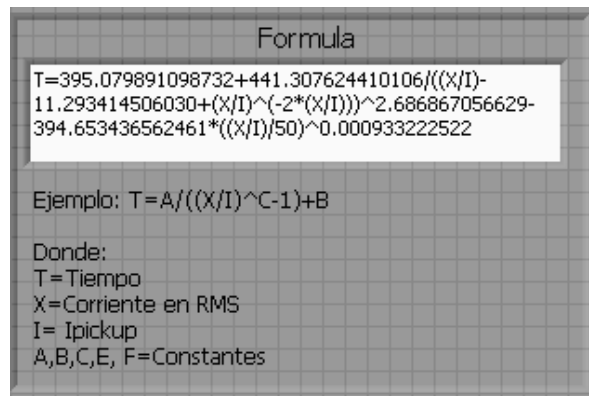 Formula
T=395.079891098732+441.307624410106/((X/I)-
11.293414506030+(X/I)^(-2*(X/I)))^2.686867056629-
394.653436562461*((X/I)/50)^0.000933222522
Ejemplo: T=A/((X/I)^C-1)+B
Donde:
T=Tiempo
X=Corriente en RMS
I= Ipickup
A,B,C,E, F=Constantes